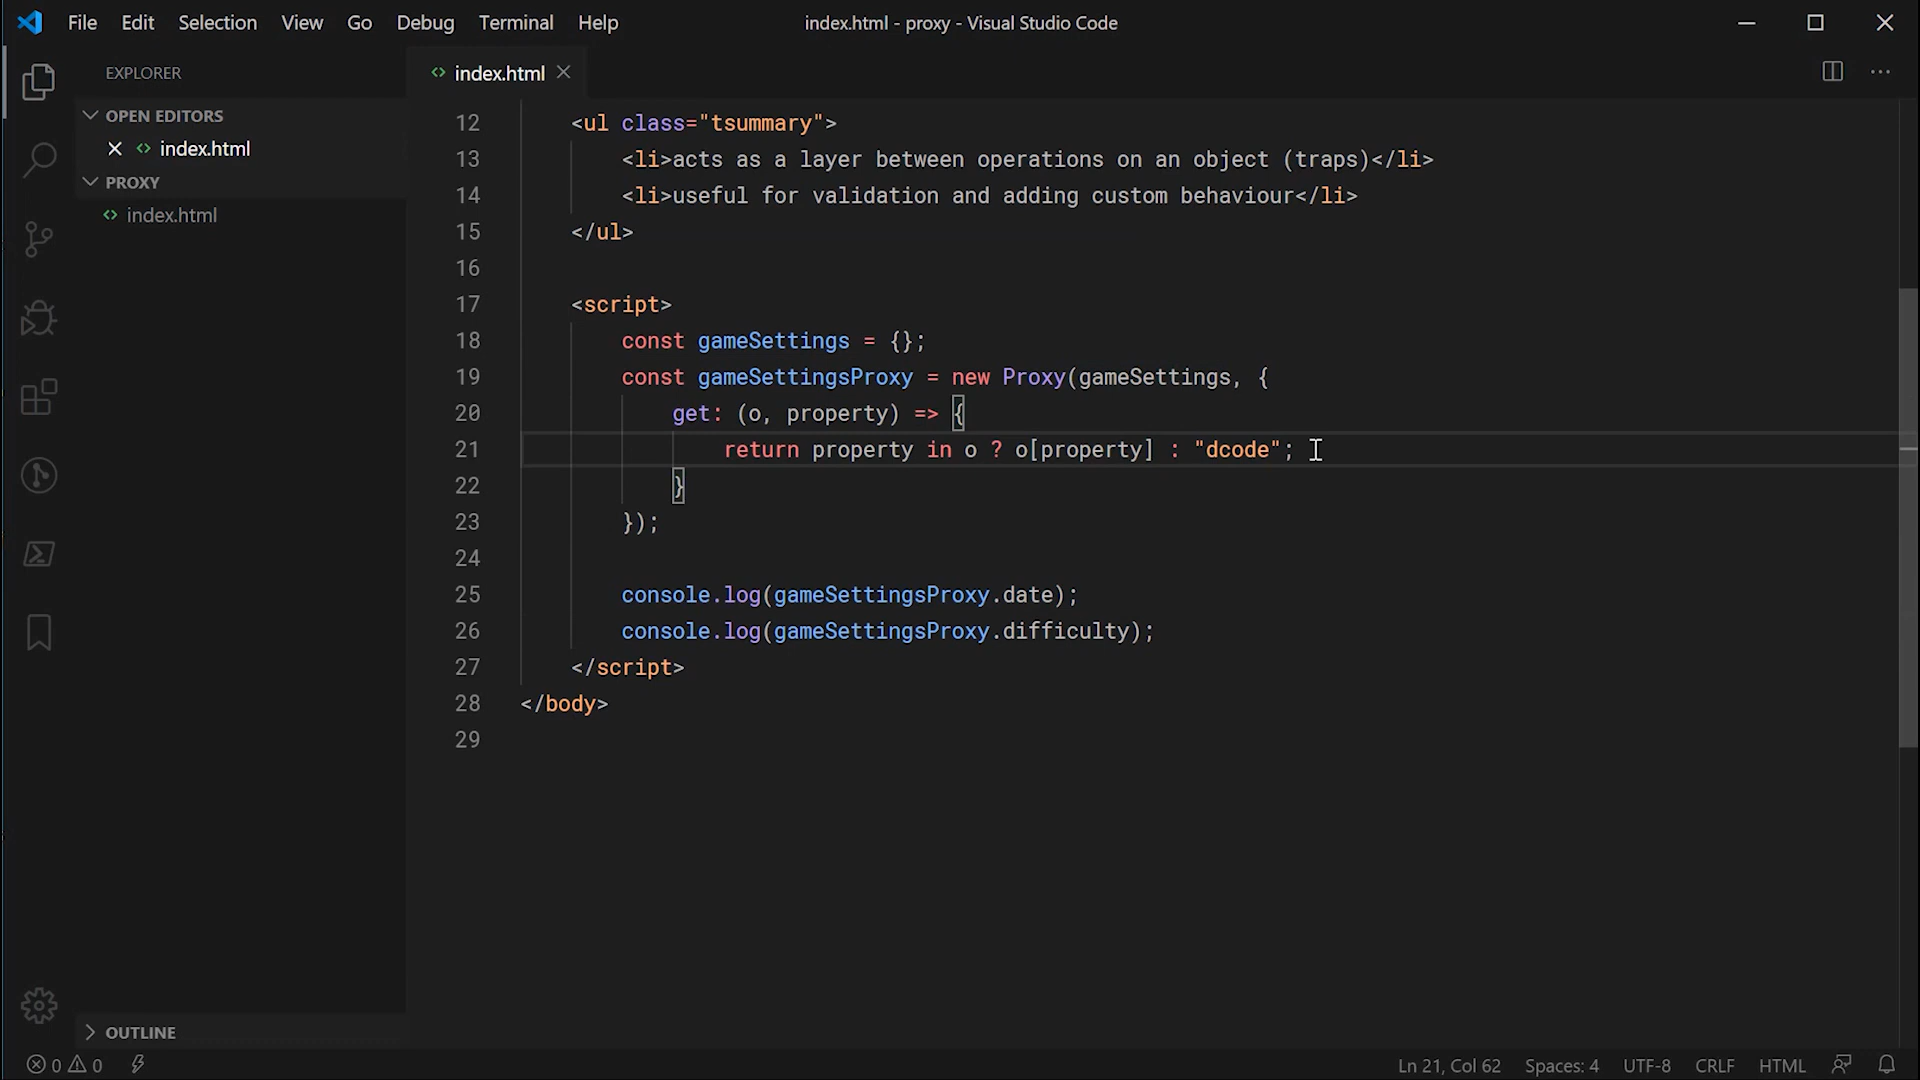 File Edit Selection View Go Debug Terminal Help
index.html - proxy - Visual Studio Code
EXPLORER
OPEN EDITORS
index.html
PROXY
index.html
OUTLINE
index.html
12 <ul class="tsummary">
13 <li>acts as a layer between operations on an object (traps)</li>
14 <li>useful for validation and adding custom behaviour</li>
15 </ul>
16
17 <script>
18 const gameSettings = {};
19 const gameSettingsProxy = new Proxy(gameSettings, {
20 get: (o, property) => {
21 return property in o ? o[property] : "dcode";
22 }
23 });
24
25 console.log(gameSettingsProxy.date);
26 console.log(gameSettingsProxy.difficulty);
27 </script>
28 </body>
29
0 0
Ln 21, Col 62 Spaces: 4 UTF-8 CRLF HTML